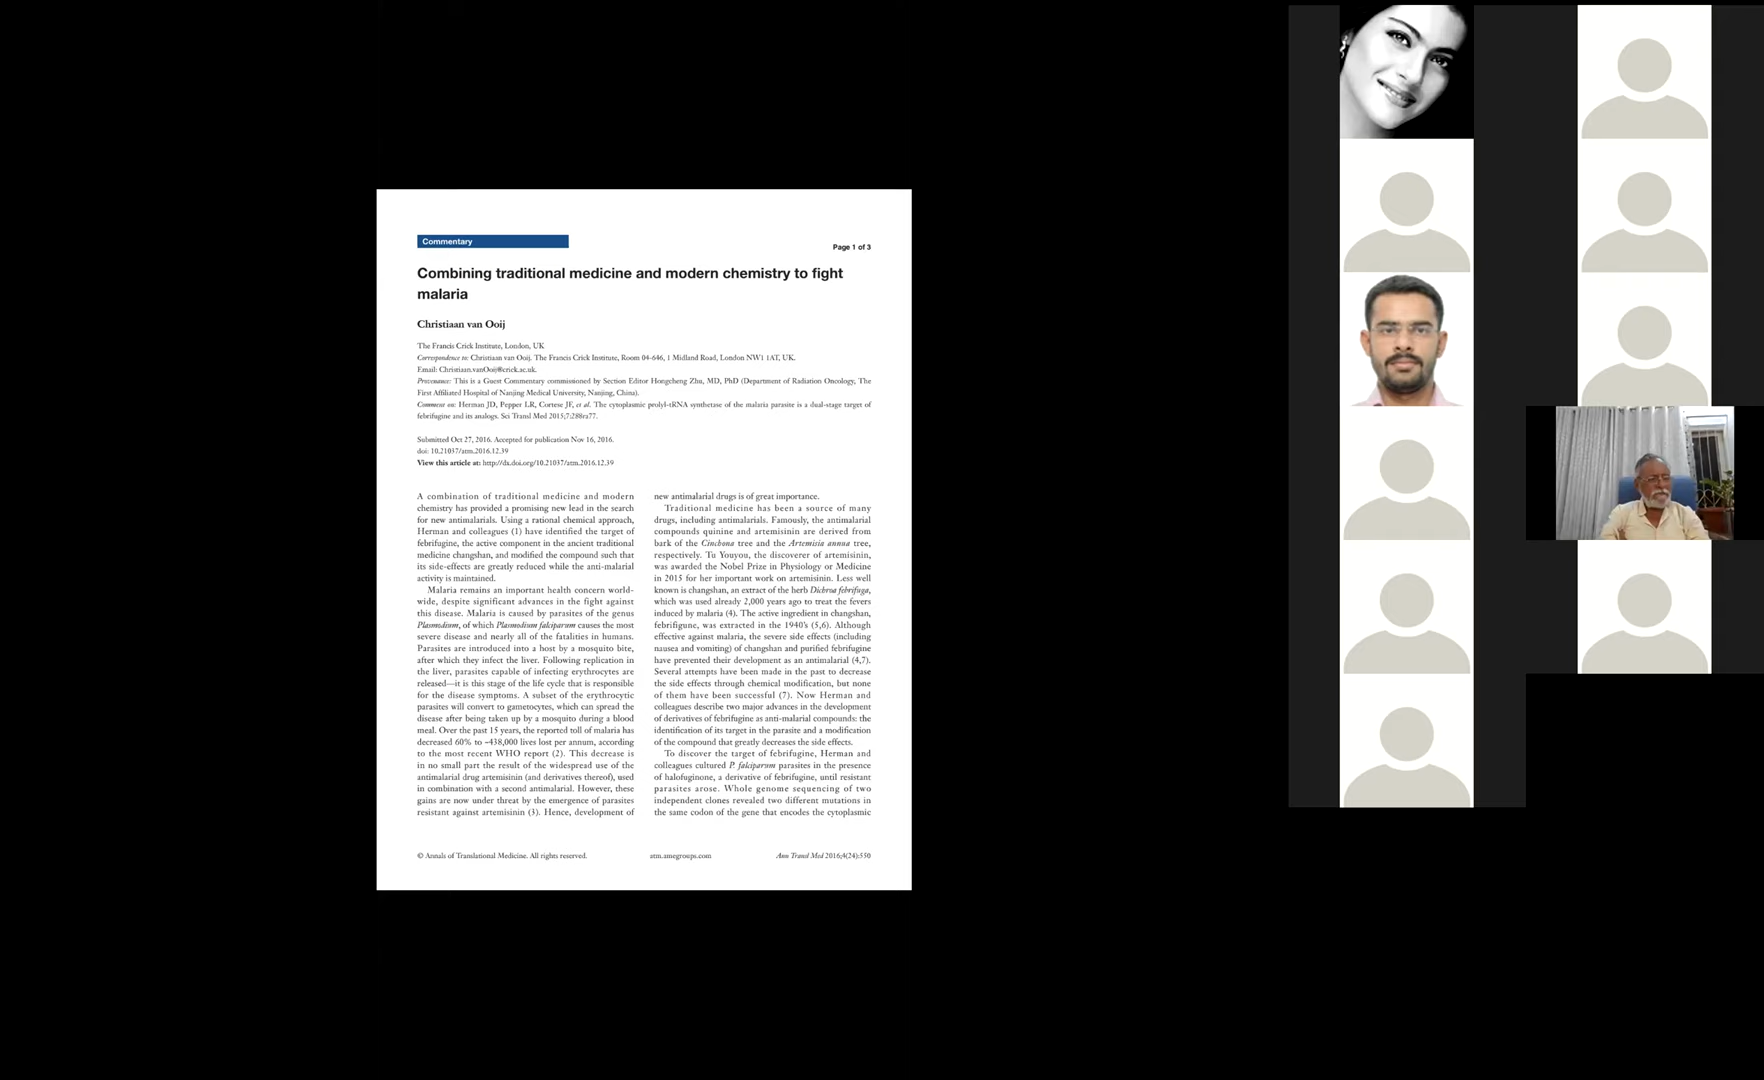 Commentary
Page 1 of 3
Combining traditional medicine and modern chemistry to fight
malaria
Christiaan van Ooij
The Francis Crick Institute, London, UK
Correspondence to: Christiaan van Ooij. The Francis Crick Institute, Room 04-646, 1 Midland Road, London NW1 1AT, UK.
Email: Christiaan.vanOoij@crick.ac.uk.
Provenance: This is a Guest Commentary commissioned by Section Editor Hongcheng Zhu, MD, PhD (Department of Radiation Oncology, The
First Affiliated Hospital of Nanjing Medical University, Nanjing, China).
Comment on: Herman JD, Pepper LR, Cortese JF, et al. The cytoplasmic prolyl-tRNA synthetase of the malaria parasite is a dual-stage target of
febrifugine and its analogs. Sci Transl Med 2015;7:288ra77.
Submitted Oct 27, 2016. Accepted for publication Nov 16, 2016.
doi: 10.21037/atm.2016.12.39
View this article at: http://dx.doi.org/10.21037/atm.2016.12.39
A combination of traditional medicine and modern
chemistry has provided a promising new lead in the search
for new antimalarials. Using a rational chemical approach,
Herman and colleagues (1) have identified the target of
febrifugine, the active component in the ancient traditional
medicine changshan, and modified the compound such that
its side-effects are greatly reduced while the anti-malarial
activity is maintained.
Malaria remains an important health concern world-
wide, despite significant advances in the fight against
this disease. Malaria is caused by parasites of the genus
Plasmodium, of which Plasmodium falciparum causes the most
severe disease and nearly all of the fatalities in humans.
Parasites are introduced into a host by a mosquito bite,
after which they infect the liver. Following replication in
the liver, parasites capable of infecting erythrocytes are
released—it is this stage of the life cycle that is responsible
for the disease symptoms. A subset of the erythrocytic
parasites will convert to gametocytes, which can spread the
disease after being taken up by a mosquito during a blood
meal. Over the past 15 years, the reported toll of malaria has
decreased 60% to ~438,000 lives lost per annum, according
to the most recent WHO report (2). This decrease is
in no small part the result of the widespread use of the
antimalarial drug artemisinin (and derivatives thereof), used
in combination with a second antimalarial. However, these
gains are now under threat by the emergence of parasites
resistant against artemisinin (3). Hence, development of
new antimalarial drugs is of great importance.
Traditional medicine has been a source of many
drugs, including antimalarials. Famously, the antimalarial
compounds quinine and artemisinin are derived from
bark of the Cinchona tree and the Artemisia annua tree,
respectively. Tu Youyou, the discoverer of artemisinin,
was awarded the Nobel Prize in Physiology or Medicine
in 2015 for her important work on artemisinin. Less well
known is changshan, an extract of the herb Dichroa febrifuga,
which was used already 2,000 years ago to treat the fevers
induced by malaria (4). The active ingredient in changshan,
febrifigune, was extracted in the 1940's (5,6). Although
effective against malaria, the severe side effects (including
nausea and vomiting) of changshan and purified febrifugine
have prevented their development as an antimalarial (4,7).
Several attempts have been made in the past to decrease
the side effects through chemical modification, but none
of them have been successful (7). Now Herman and
colleagues describe two major advances in the development
of derivatives of febrifugine as anti-malarial compounds: the
identification of its target in the parasite and a modification
of the compound that greatly decreases the side effects.
To discover the target of febrifugine, Herman and
colleagues cultured P. falciparum parasites in the presence
of halofuginone, a derivative of febrifugine, until resistant
parasites arose. Whole genome sequencing of two
independent clones revealed two different mutations in
the same codon of the gene that encodes the cytoplasmic
© Annals of Translational Medicine. All rights reserved.
atm.amegroups.com
Ann Transl Med 2016;4(24):550